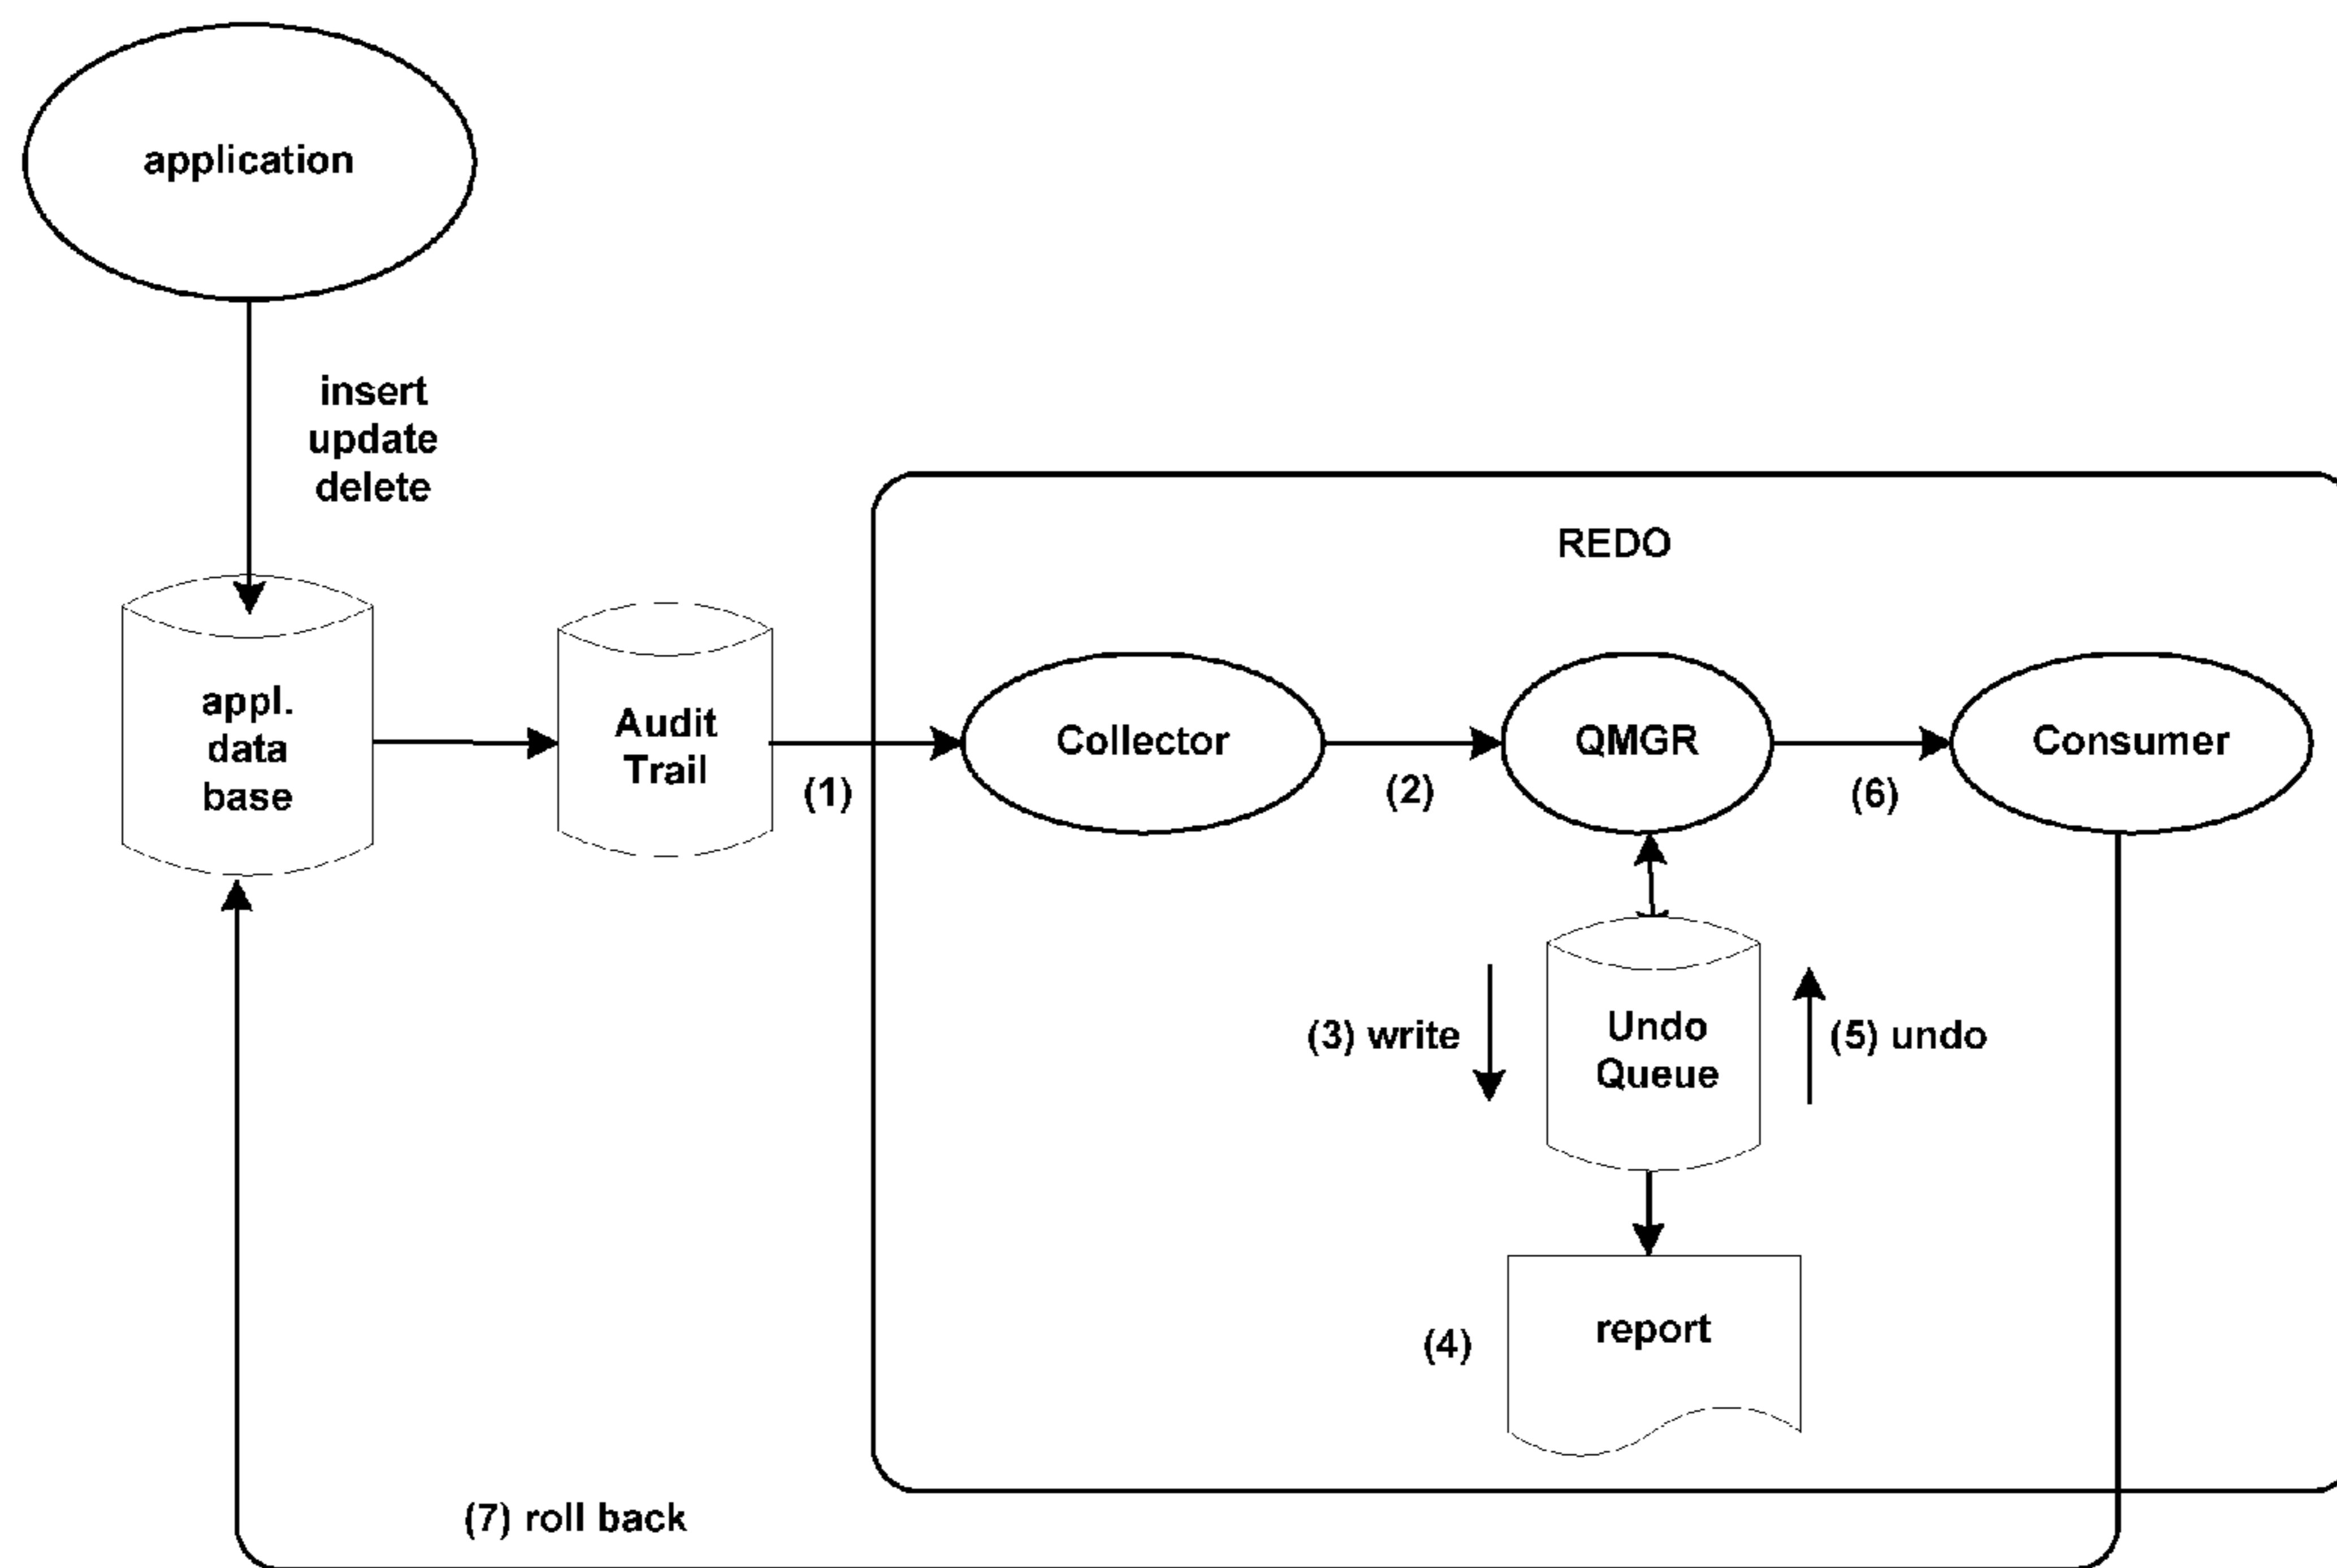 application
insert
update
delete
REDO
appl.
data
base
Audit
Trail
(1)
Collector
(2)
QMGR
(6)
Consumer
(3) write
Undo
Queue
(5) undo
(4)
report
(7) roll back